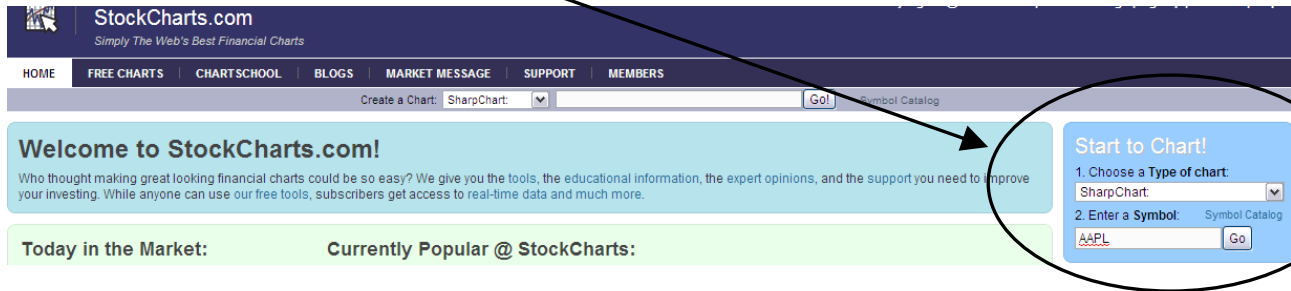 StockCharts.com
Simply The Web's Best Financial Charts
HOME FREE CHARTS | CHARTSCHOOL | BLOGS | MARKET MESSAGE | SUPPORT | MEMBERS
Create a Chart: SharpChart: Go! Symbol Catalog
Welcome to StockCharts.com!
Who thought making great looking financial charts could be so easy? We give you the tools, the educational information, the expert opinions, and the support you need to improve
your investing. While anyone can use our free tools, subscribers get access to real-time data and much more.
Start to Chart!
1. Choose a Type of chart:
SharpChart:
2. Enter a Symbol: Symbol Catalog
AAPL Go
Today in the Market: Currently Popular @ StockCharts: